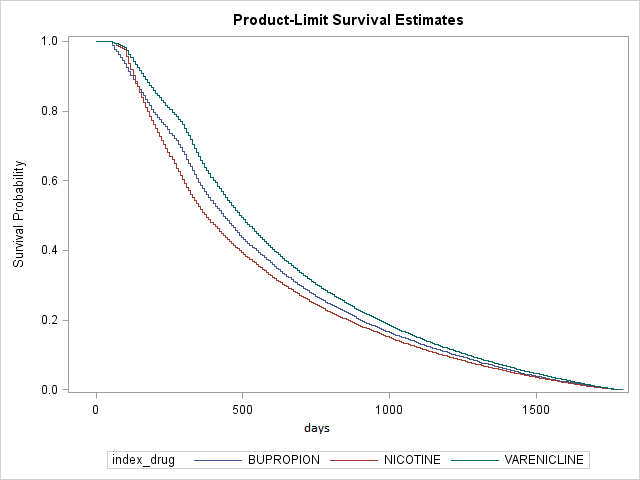 Product-Limit Survival Estimates
1.0
0.8
0.6
0.4
0.2
0.0
Survival Probability
0 500 1000 1500
days
index_drug BUPROPION NICOTINE VARENICLINE